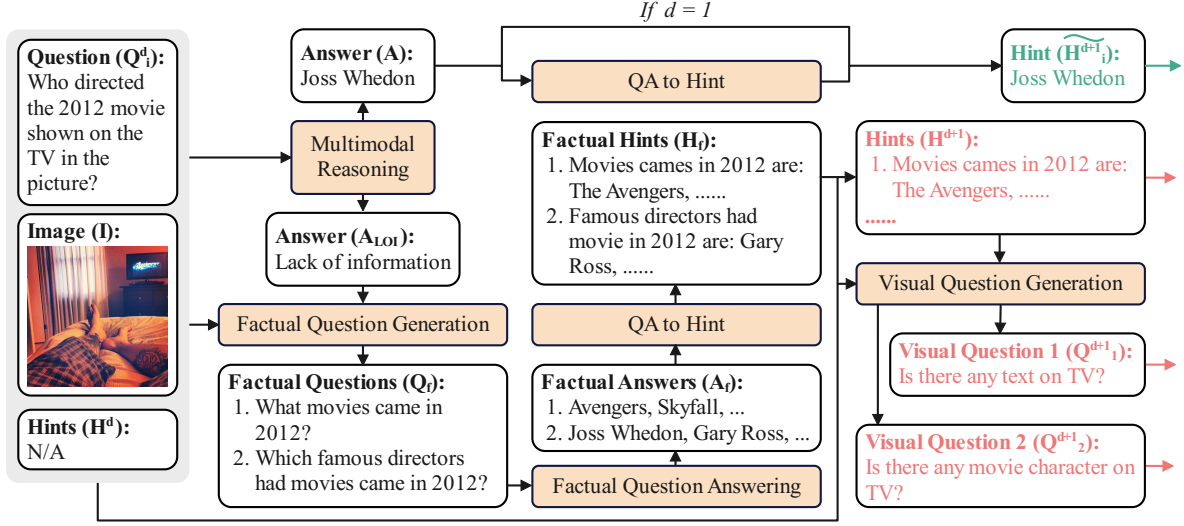 If d = 1
Question (Q^d_i):
Who directed
the 2012 movie
shown on the
TV in the
picture?
Image (I):
Hints (H^d):
N/A
Answer (A):
Joss Whedon
Multimodal
Reasoning
Answer (A_LOI):
Lack of information
Factual Question Generation
Factual Questions (Q_f):
1. What movies came in
2012?
2. Which famous directors
had movies came in 2012?
QA to Hint
Factual Hints (H_f):
1. Movies cames in 2012 are:
The Avengers, ......
2. Famous directors had
movie in 2012 are: Gary
Ross, ......
QA to Hint
Factual Answers (A_f):
1. Avengers, Skyfall, ...
2. Joss Whedon, Gary Ross, ...
Factual Question Answering
Hint (H^d+1_i):
Joss Whedon
Hints (H^d+1):
1. Movies cames in 2012 are:
The Avengers, ......
......
Visual Question Generation
Visual Question 1 (Q^d+1_1):
Is there any text on TV?
Visual Question 2 (Q^d+1_2):
Is there any movie character on
TV?